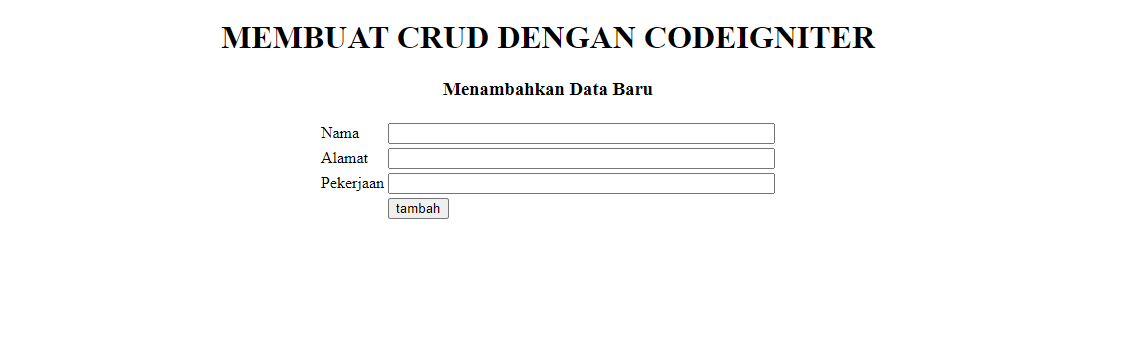 MEMBUAT CRUD DENGAN CODEIGNITER
Menambahkan Data Baru
Nama
Alamat
Pekerjaan
tambah